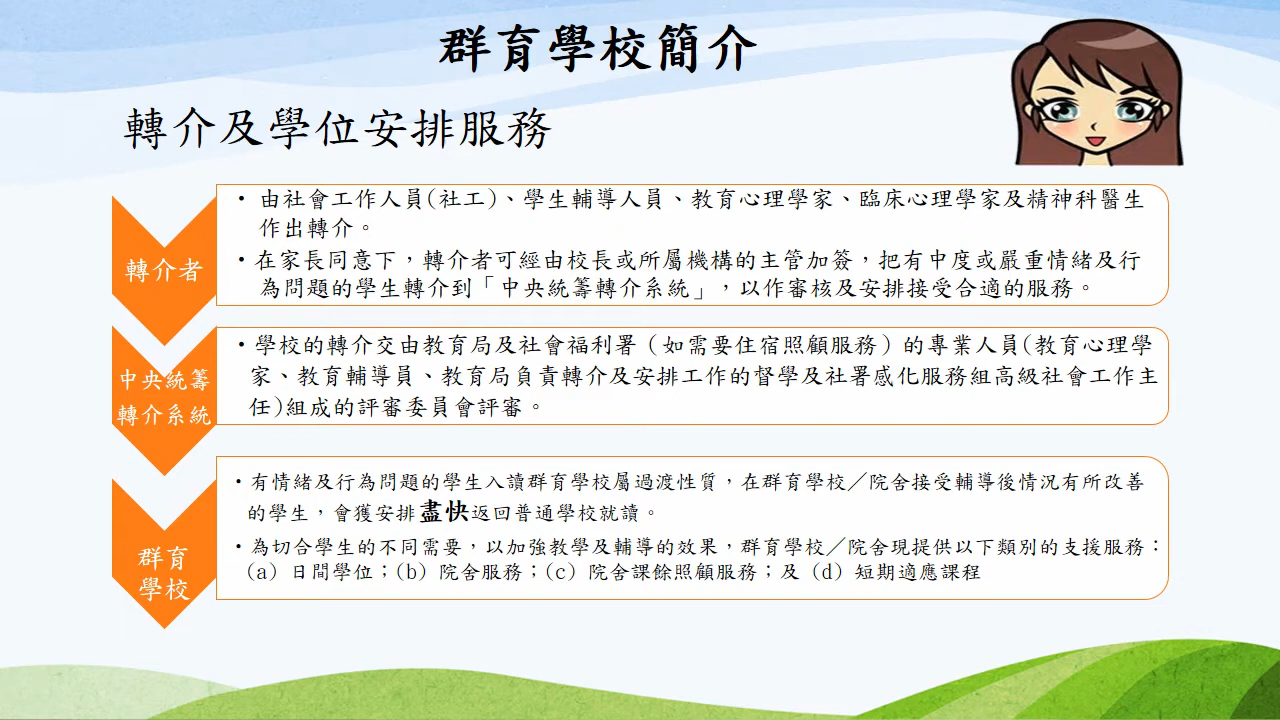 群育學校簡介
轉介及學位安排服務
轉介者
• 由社會工作人員(社工)、學生輔導人員、教育心理學家、臨床心理學家及精神科醫生
作出轉介。
• 在家長同意下，轉介者可經由校長或所屬機構的主管加簽，把有中度或嚴重情緒及行
為問題的學生轉介到「中央統籌轉介系統」，以作審核及安排接受合適的服務。
中央統籌
轉介系統
• 學校的轉介交由教育局及社會福利署（如需要住宿照顧服務）的專業人員(教育心理學
家、教育輔導員、教育局負責轉介及安排工作的督學及社署感化服務組高級社會工作主
任)組成的評審委員會評審。
群育
學校
• 有情緒及行為問題的學生入讀群育學校屬過渡性質，在群育學校／院舍接受輔導後情況有所改善
的學生，會獲安排盡快返回普通學校就讀。
• 為切合學生的不同需要，以加強教學及輔導的效果，群育學校／院舍現提供以下類別的支援服務：
(a) 日間學位；(b) 院舍服務；(c) 院舍課餘照顧服務；及 (d) 短期適應課程